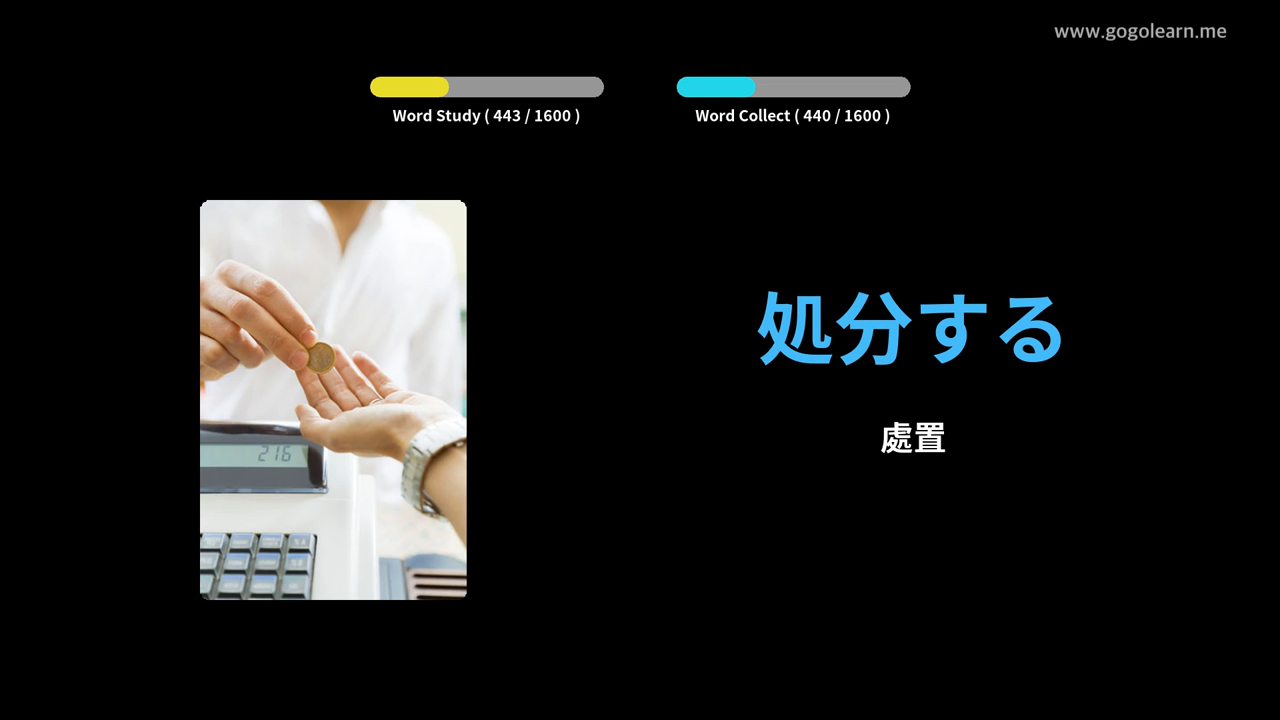 www.gogolearn.me
Word Study ( 443 / 1600 )
Word Collect ( 440 / 1600 )
処分する
處置
216